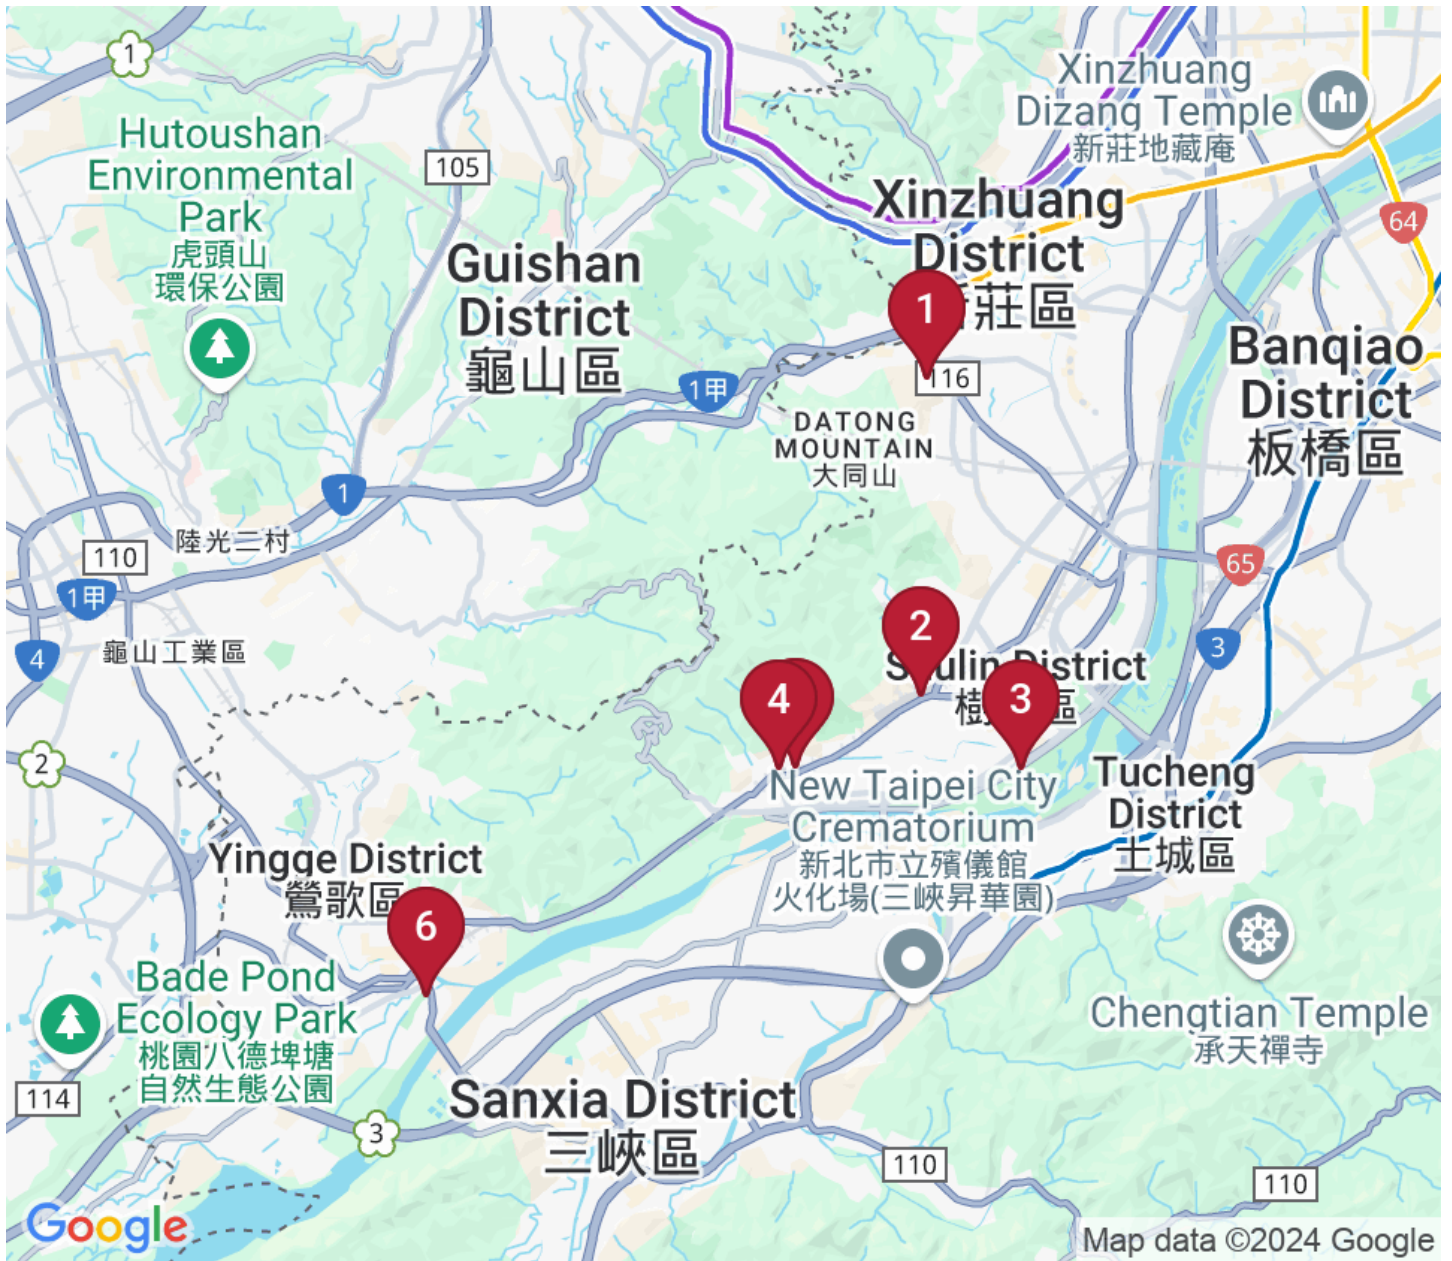 1
Xinzhuang
Dizang Temple
新莊地藏庵
Hutoushan
Environmental
Park
虎頭山
環保公園
105
Xinzhuang
District
新莊區
64
Guishan
District
龜山區
1
116
1甲
Banqiao
District
板橋區
DATONG
MOUNTAIN
大同山
1
陸光二村
110
65
1甲
2
3
龜山工業區
4
Shulin District
樹林區
4
3
2
New Taipei City
Crematorium
新北市立殯儀館
火化場(三峽昇華園)
Tucheng
District
土城區
Yingge District
鶯歌區
6
Bade Pond
Ecology Park
桃園八德埤塘
自然生態公園
Chengtian Temple
承天禪寺
114
Sanxia District
三峽區
3
110
110
Google
Map data ©2024 Google